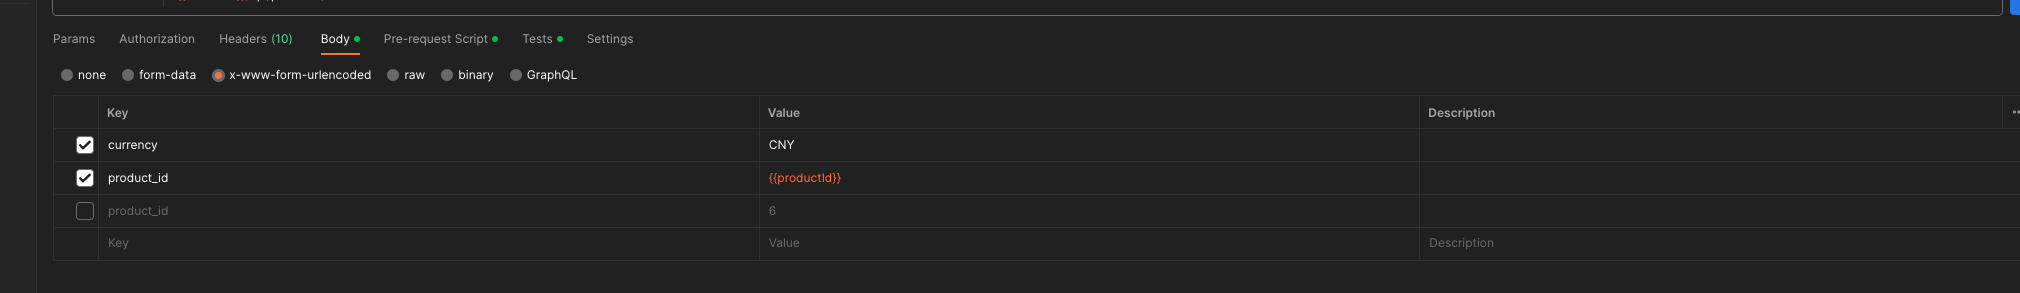 Params Authorization Headers (10) Body Pre-request Script Tests Settings
none form-data x-www-form-urlencoded raw binary GraphQL
Key Value Description
currency CNY
product_id {{productId}}
product_id 6
Key Value Description